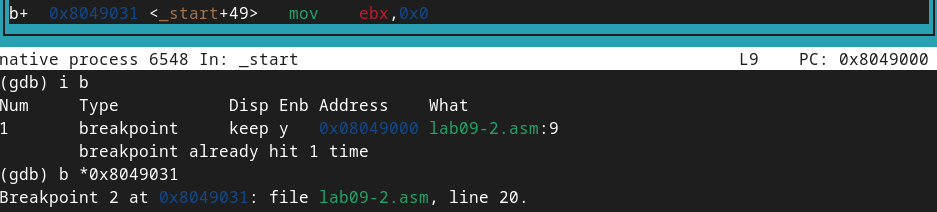 b+  0x8049031 <_start+49>   mov    ebx,0x0
native process 6548 In: _start                                            L9    PC: 0x8049000
(gdb) i b
Num     Type           Disp Enb Address    What
1       breakpoint     keep y   0x08049000 lab09-2.asm:9
        breakpoint already hit 1 time
(gdb) b *0x8049031
Breakpoint 2 at 0x8049031: file lab09-2.asm, line 20.